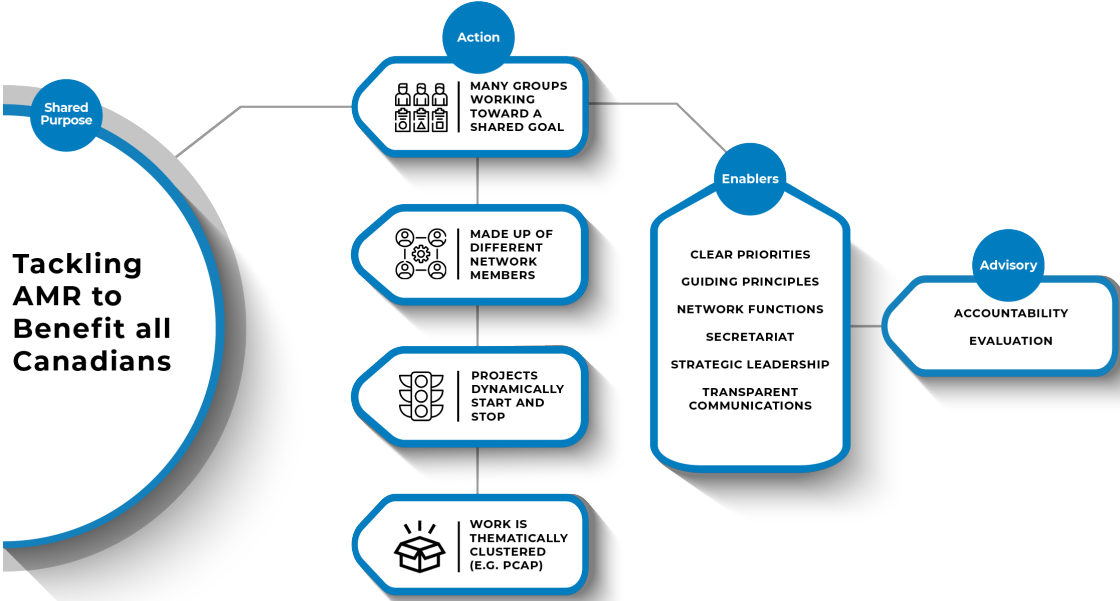 Shared
Purpose
Tackling
AMR to
Benefit all
Canadians
Action
MANY GROUPS
WORKING
TOWARD A
SHARED GOAL
MADE UP OF
DIFFERENT
NETWORK
MEMBERS
PROJECTS
DYNAMICALLY
START AND
STOP
WORK IS
THEMATICALLY
CLUSTERED
(E.G. PCAP)
Enablers
CLEAR PRIORITIES
GUIDING PRINCIPLES
NETWORK FUNCTIONS
SECRETARIAT
STRATEGIC LEADERSHIP
TRANSPARENT
COMMUNICATIONS
Advisory
ACCOUNTABILITY
EVALUATION